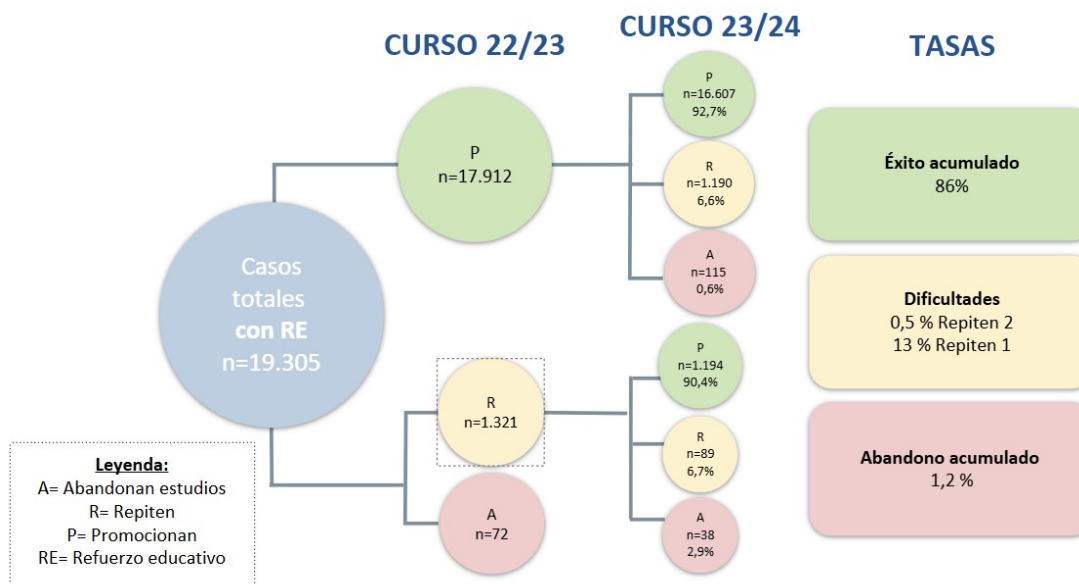 CURSO 22/23
CURSO 23/24
TASAS
Casos
totales
con RE
n=19.305
P
n=17.912
R
n=1.321
A
n=72
P
n=16.607
92,7%
R
n=1.190
6,6%
A
n=115
0,6%
P
n=1.194
90,4%
R
n=89
6,7%
A
n=38
2,9%
Éxito acumulado
86%
Dificultades
0,5 % Repiten 2
13 % Repiten 1
Abandono acumulado
1,2 %
Leyenda:
A= Abandonan estudios
R= Repiten
P= Promocionan
RE= Refuerzo educativo